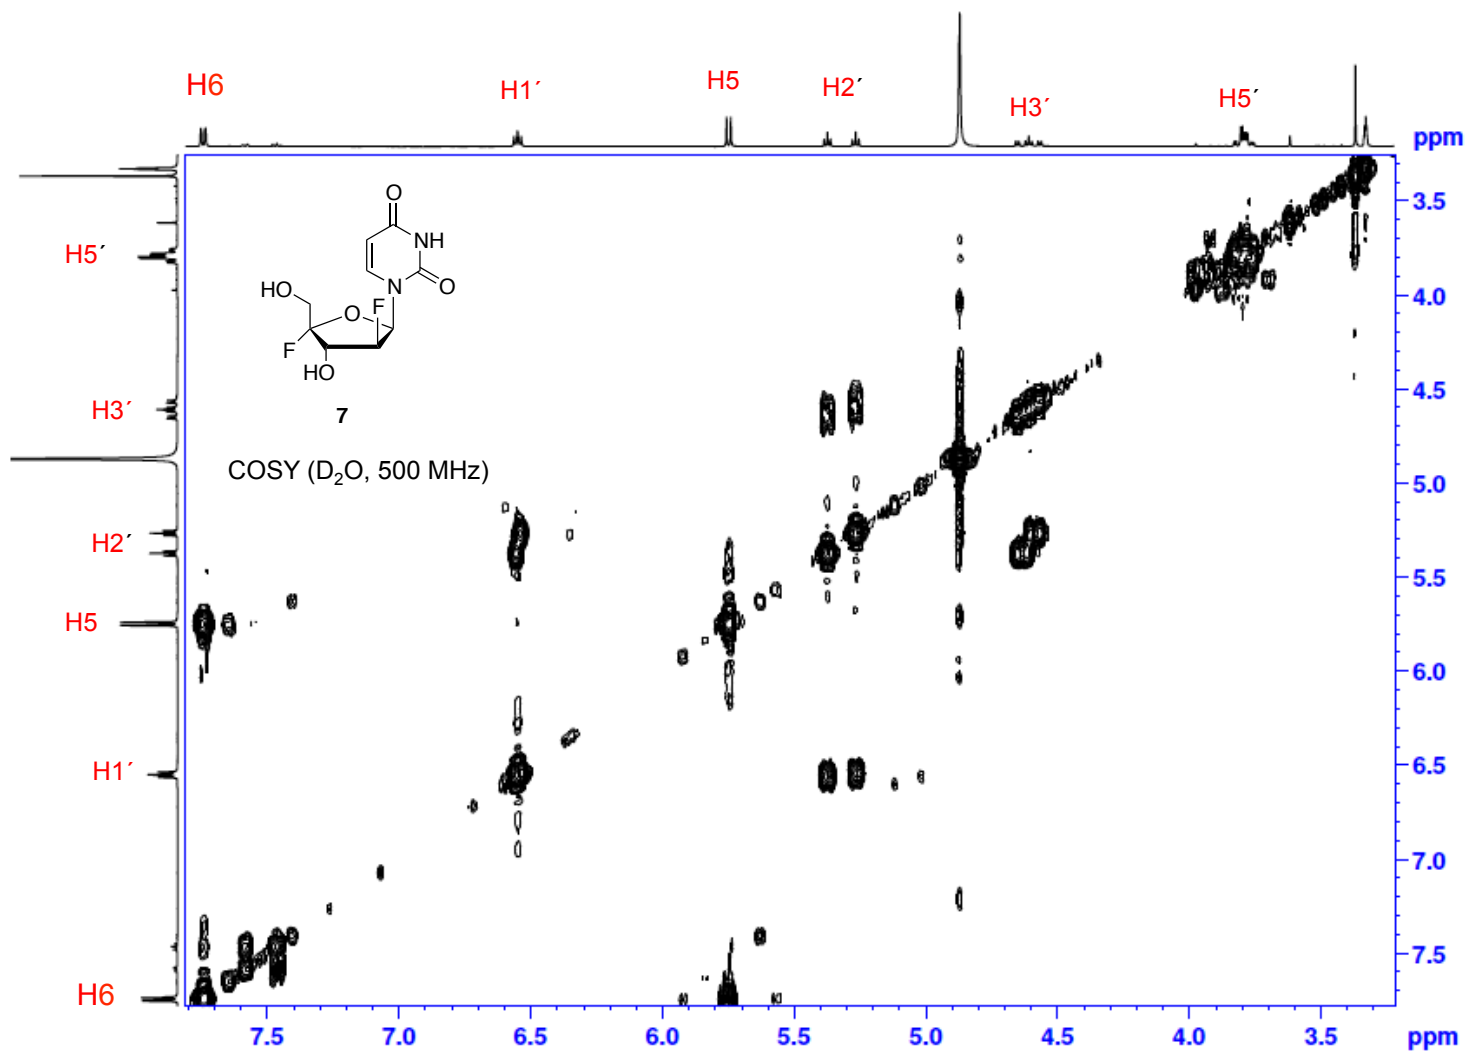 H6
H1´
H5
H2´
H3´
H5´
ppm
H5´
H3´
H2´
H5
H1´
H6
O
NH
N
O
HO
O
F
F
HO
7
COSY (D₂O, 500 MHz)
3.5
4.0
4.5
5.0
5.5
6.0
6.5
7.0
7.5
7.5 7.0 6.5 6.0 5.5 5.0 4.5 4.0 3.5 ppm